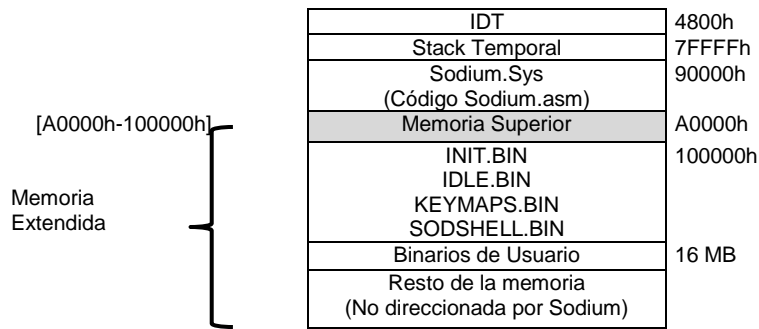 IDT 4800h
Stack Temporal 7FFFFh
Sodium.Sys 90000h
(Código Sodium.asm)
[A0000h-100000h] Memoria Superior A0000h
INIT.BIN 100000h
IDLE.BIN
KEYMAPS.BIN
Memoria
Extendida
SODSHELL.BIN
Binarios de Usuario 16 MB
Resto de la memoria
(No direccionada por Sodium)